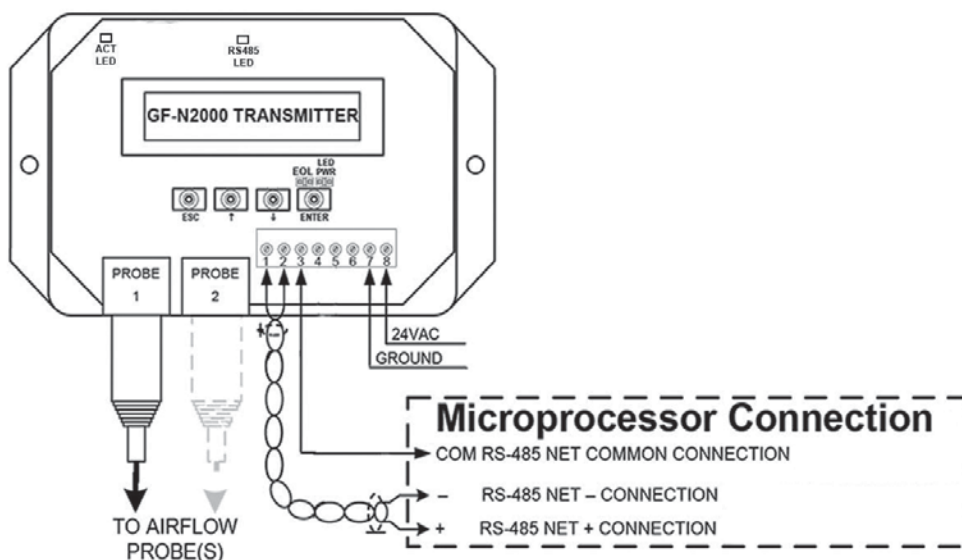 ACT
LED
RS485
LED
GF-N2000 TRANSMITTER
LED
EOL PWR
ESC ↑ ↓ ENTER
1 2 3 4 5 6 7 8
PROBE
1
PROBE
2
24VAC
GROUND
Microprocessor Connection
COM RS-485 NET COMMON CONNECTION
– RS-485 NET – CONNECTION
+ RS-485 NET + CONNECTION
TO AIRFLOW
PROBE(S)